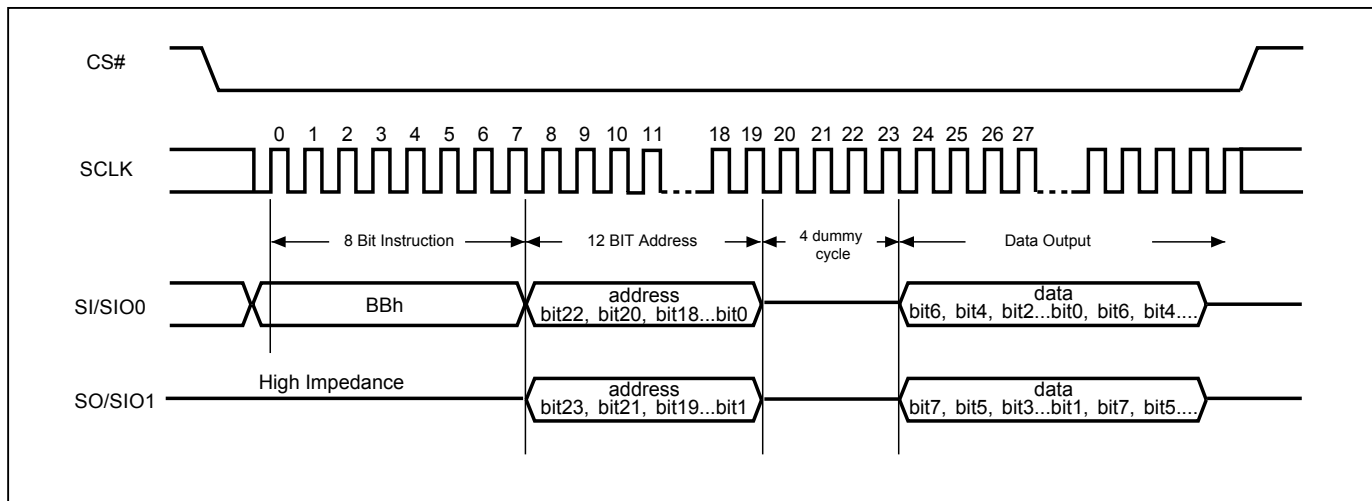 CS#
0 1 2 3 4 5 6 7 8 9 10 11 18 19 20 21 22 23 24 25 26 27
SCLK
8 Bit Instruction
12 BIT Address
4 dummy
cycle
Data Output
SI/SIO0
BBh
address
bit22, bit20, bit18...bit0
data
bit6, bit4, bit2...bit0, bit6, bit4....
SO/SIO1
High Impedance
address
bit23, bit21, bit19...bit1
data
bit7, bit5, bit3...bit1, bit7, bit5....